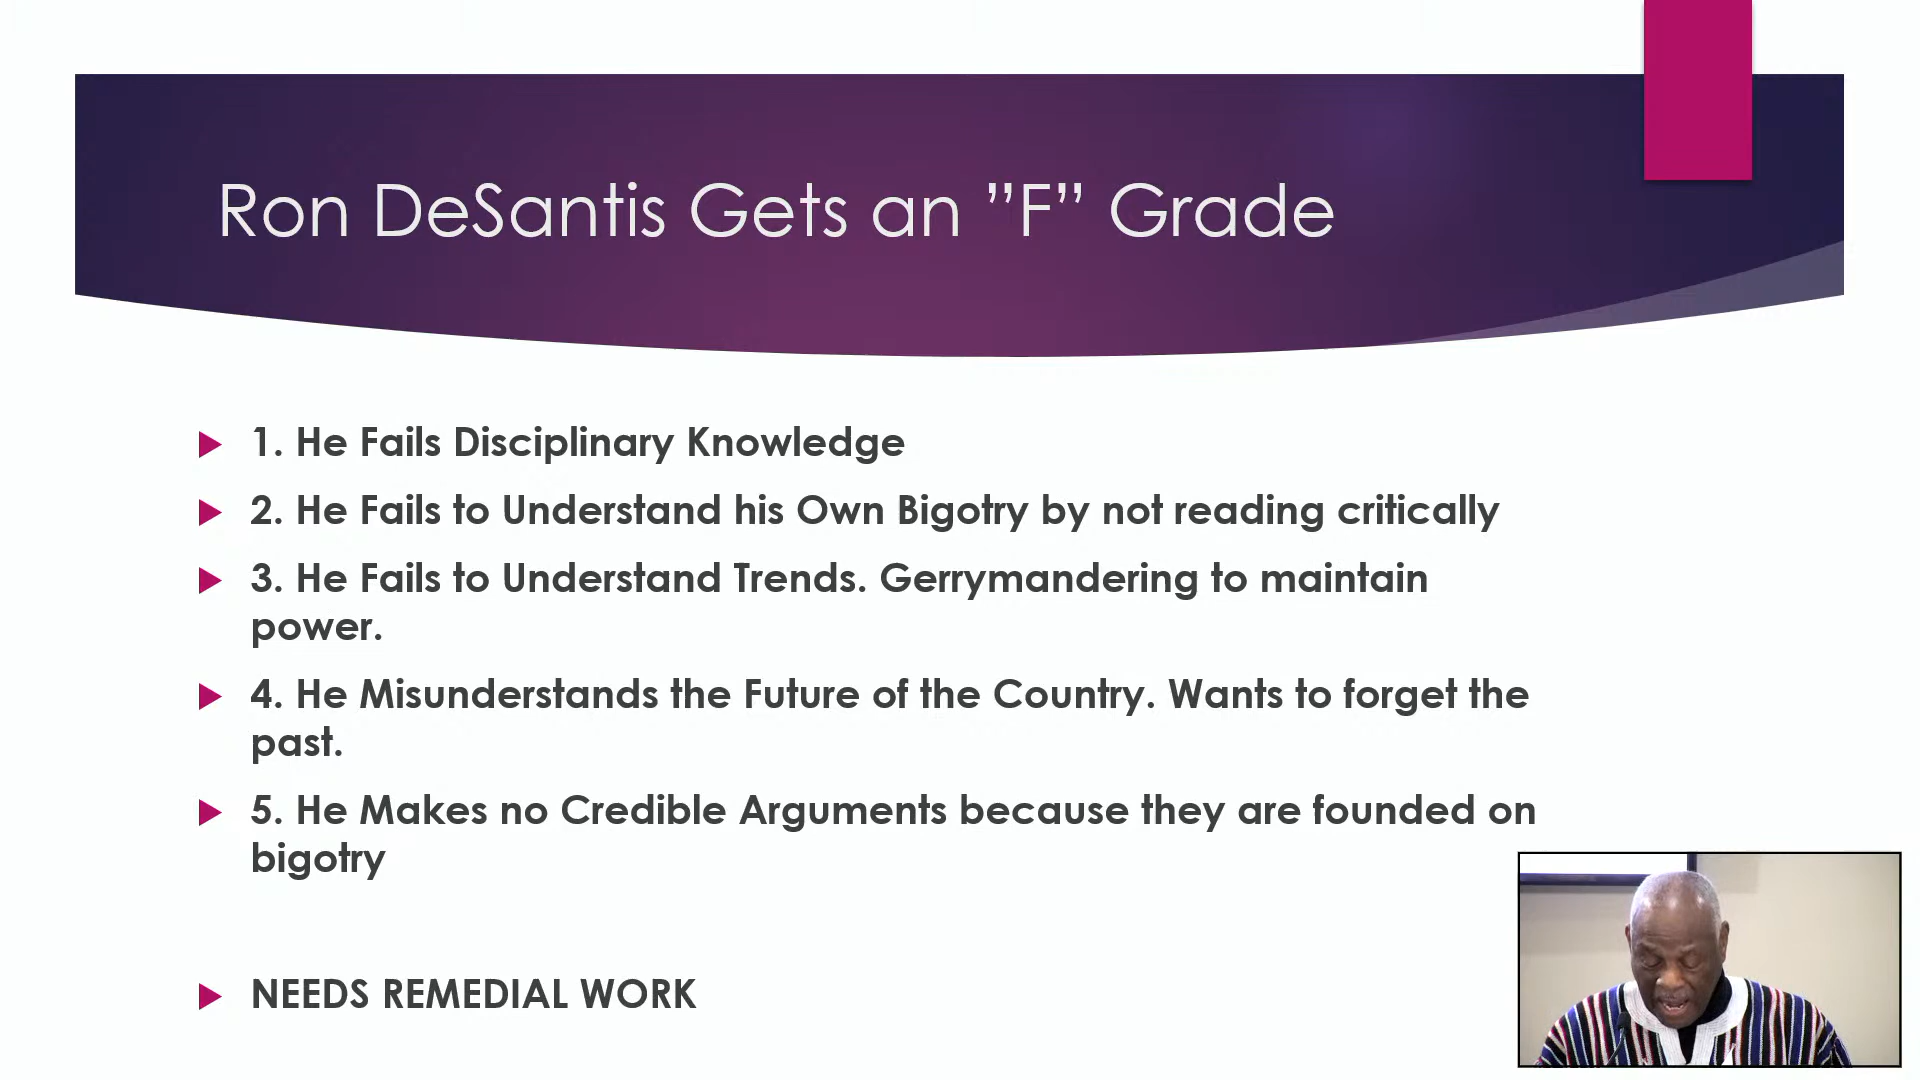 Ron DeSantis Gets an ”F” Grade
1. He Fails Disciplinary Knowledge
2. He Fails to Understand his Own Bigotry by not reading critically
3. He Fails to Understand Trends. Gerrymandering to maintain
power.
4. He Misunderstands the Future of the Country. Wants to forget the
past.
5. He Makes no Credible Arguments because they are founded on
bigotry
NEEDS REMEDIAL WORK